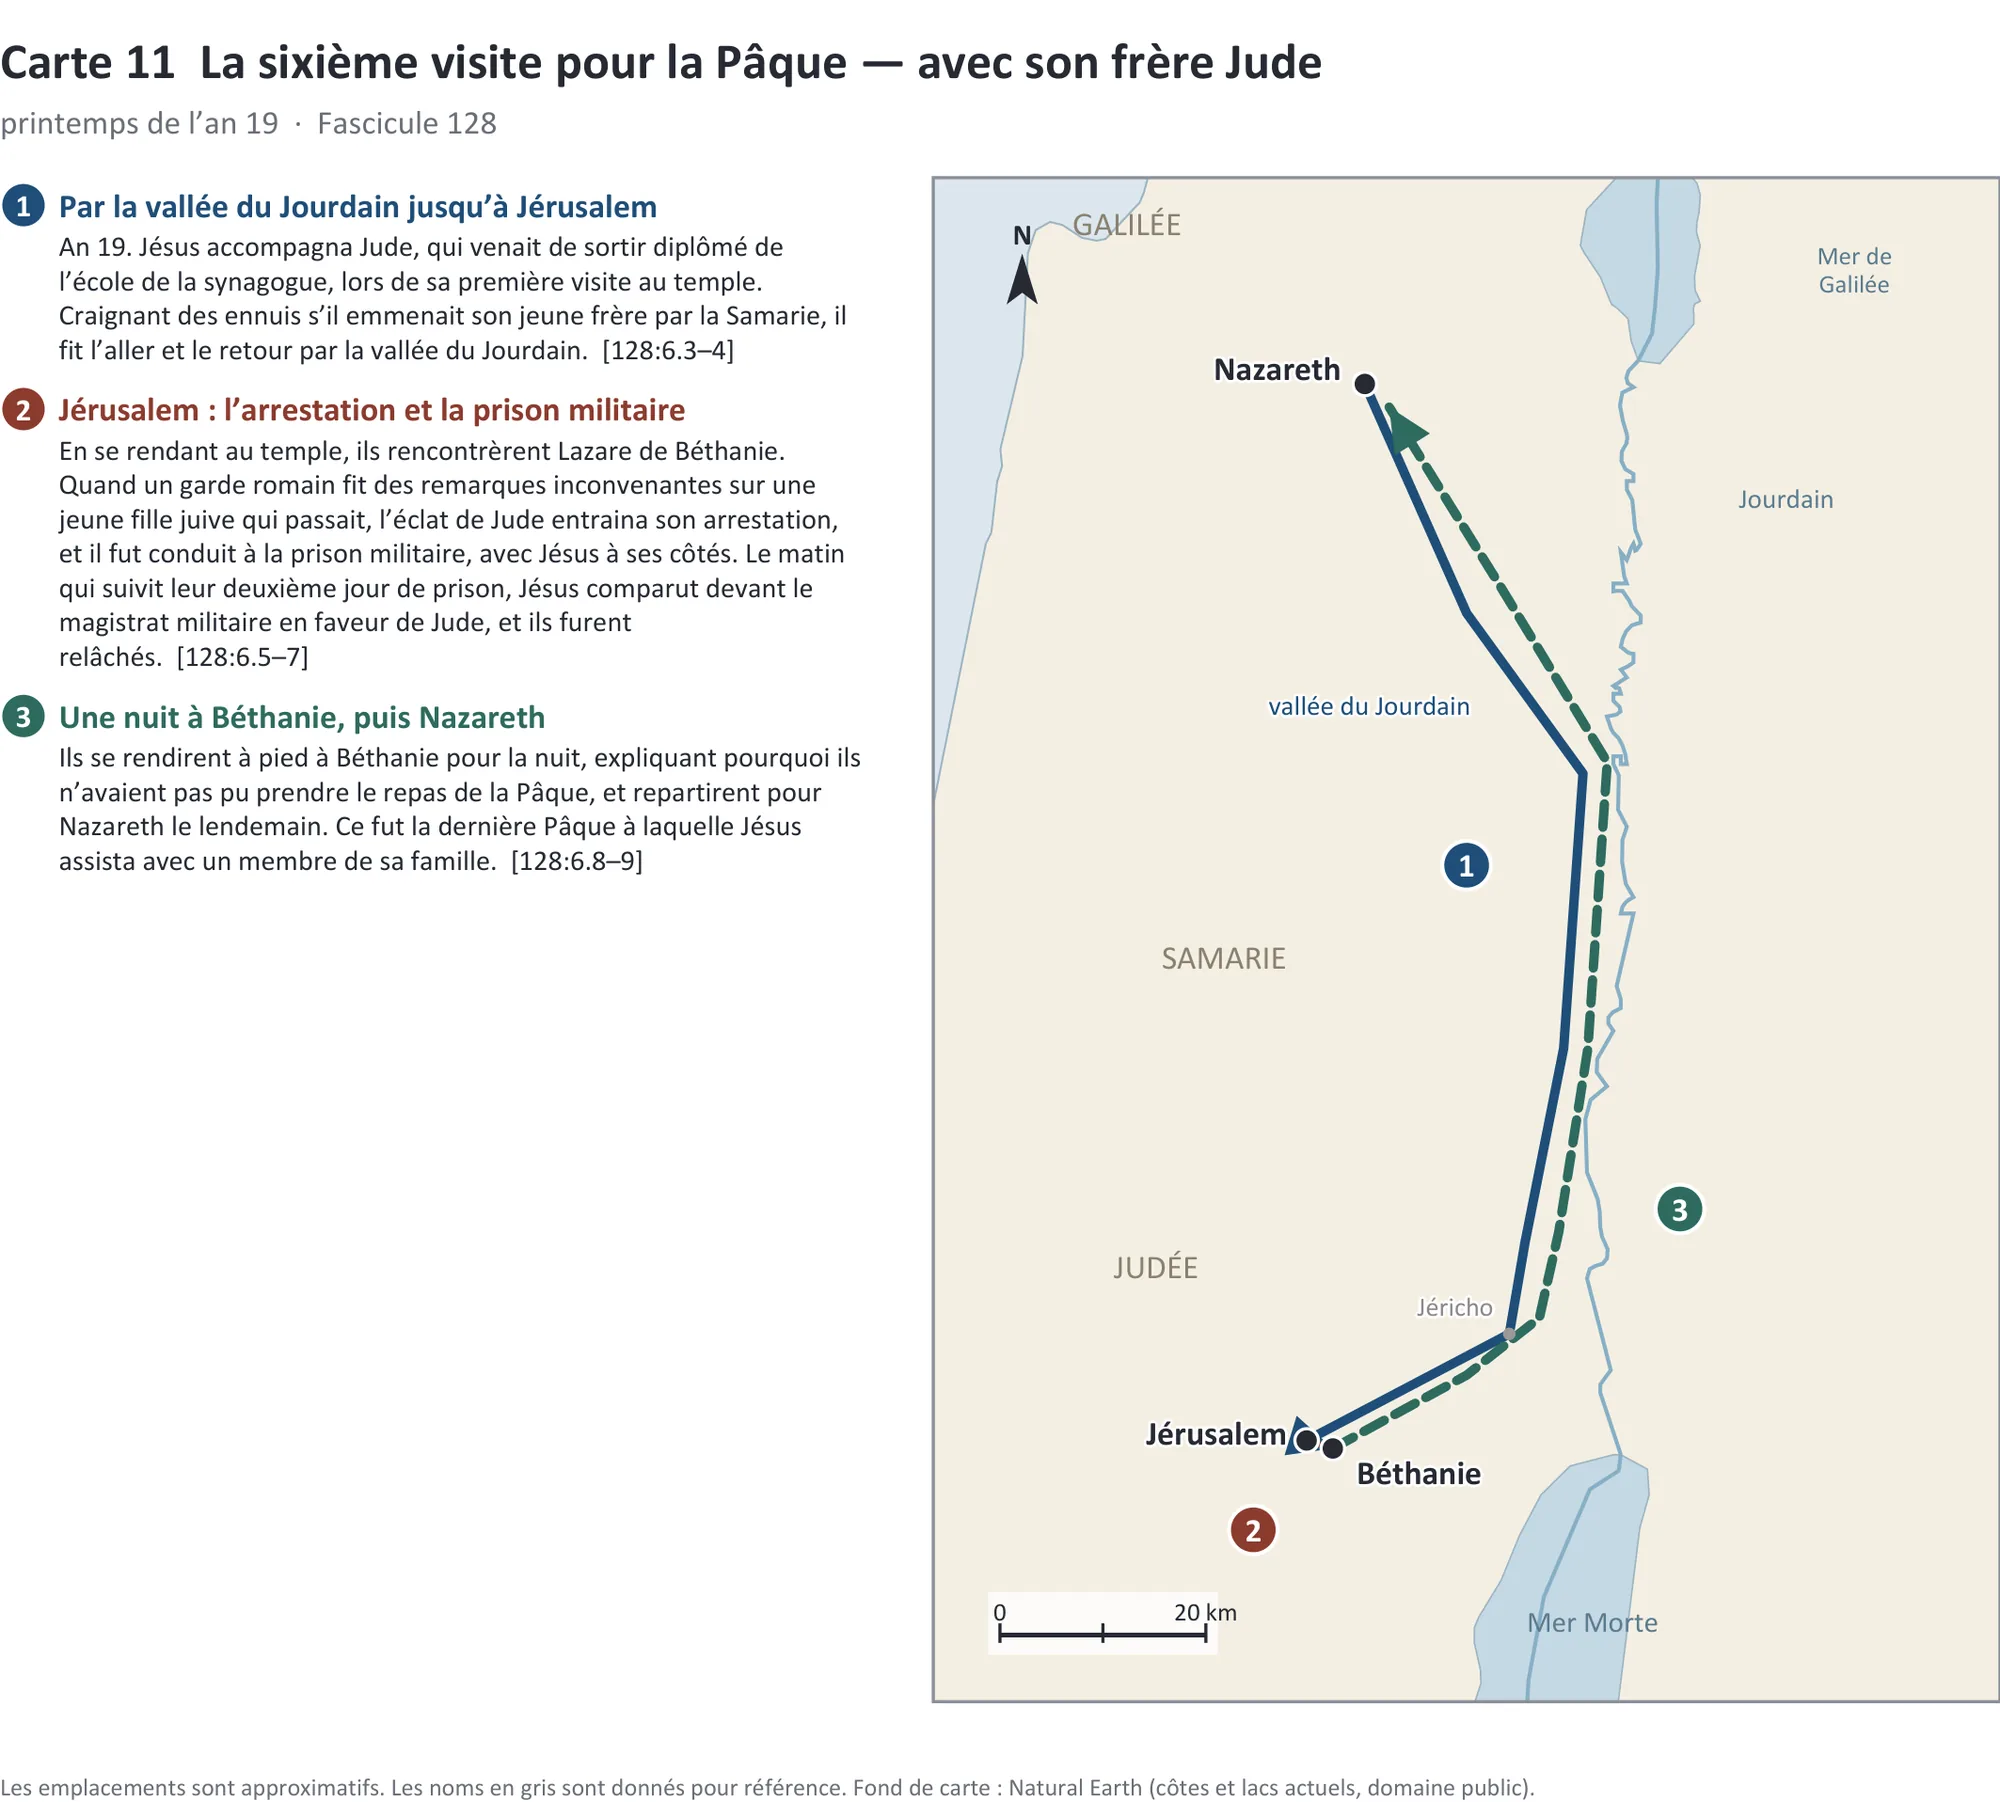 Carte 11 La sixième visite pour la Pâque — avec son frère Jude
printemps de l’an 19 · Fascicule 128
1 Par la vallée du Jourdain jusqu’à Jérusalem
An 19. Jésus accompagna Jude, qui venait de sortir diplômé de
l’école de la synagogue, lors de sa première visite au temple.
Craignant des ennuis s’il emmenait son jeune frère par la Samarie, il
fit l’aller et le retour par la vallée du Jourdain. [128:6.3–4]
2 Jérusalem : l’arrestation et la prison militaire
En se rendant au temple, ils rencontrèrent Lazare de Béthanie.
Quand un garde romain fit des remarques inconvenantes sur une
jeune fille juive qui passait, l’éclat de Jude entraina son arrestation,
et il fut conduit à la prison militaire, avec Jésus à ses côtés. Le matin
qui suivit leur deuxième jour de prison, Jésus comparut devant le
magistrat militaire en faveur de Jude, et ils furent
relâchés. [128:6.5–7]
3 Une nuit à Béthanie, puis Nazareth
Ils se rendirent à pied à Béthanie pour la nuit, expliquant pourquoi ils
n’avaient pas pu prendre le repas de la Pâque, et repartirent pour
Nazareth le lendemain. Ce fut la dernière Pâque à laquelle Jésus
assista avec un membre de sa famille. [128:6.8–9]
GALILÉE
N
Mer de
Galilée
Nazareth
Jourdain
vallée du Jourdain
1
SAMARIE
3
JUDÉE
Jéricho
Jérusalem
Béthanie
2
0 20 km
Mer Morte
Les emplacements sont approximatifs. Les noms en gris sont donnés pour référence. Fond de carte : Natural Earth (côtes et lacs actuels, domaine public).